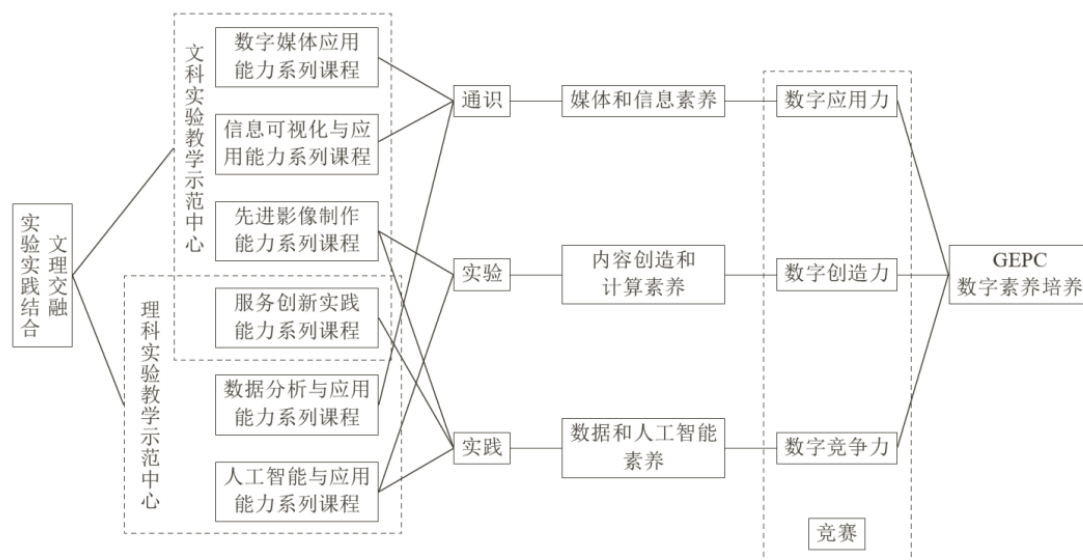 文理交融
实验实践结合
文科实验教学示范中心
数字媒体应用
能力系列课程
信息可视化与应
用能力系列课程
先进影像制作
能力系列课程
服务创新实践
能力系列课程
理科实验教学示范中心
数据分析与应用
能力系列课程
人工智能与应用
能力系列课程
通识
实验
实践
媒体和信息素养
内容创造和
计算素养
数据和人工智能
素养
数字应用力
数字创造力
数字竞争力
竞赛
GEPC
数字素养培养